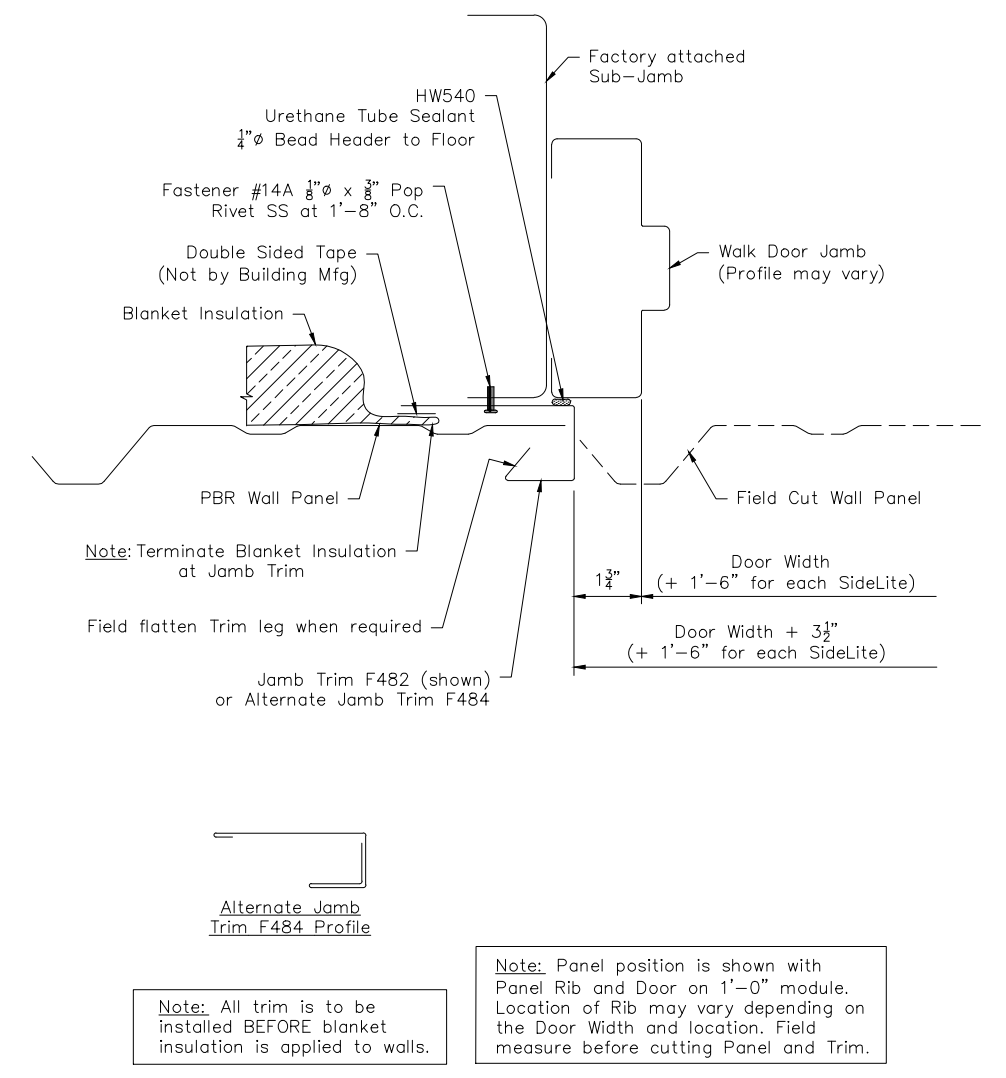 Factory attached
Sub-Jamb
HW540
Urethane Tube Sealant
1/4"ø Bead Header to Floor
Fastener #14A 1/8"ø x 3/8" Pop
Rivet SS at 1'-8" O.C.
Double Sided Tape
(Not by Building Mfg)
Walk Door Jamb
(Profile may vary)
Blanket Insulation
PBR Wall Panel
Field Cut Wall Panel
Note: Terminate Blanket Insulation
at Jamb Trim
1 3/4"
Door Width
(+ 1'-6" for each SideLite)
Field flatten Trim leg when required
Door Width + 3 1/2"
(+ 1'-6" for each SideLite)
Jamb Trim F482 (shown)
or Alternate Jamb Trim F484
Alternate Jamb
Trim F484 Profile
Note: All trim is to be
installed BEFORE blanket
insulation is applied to walls.
Note: Panel position is shown with
Panel Rib and Door on 1'-0" module.
Location of Rib may vary depending on
the Door Width and location. Field
measure before cutting Panel and Trim.